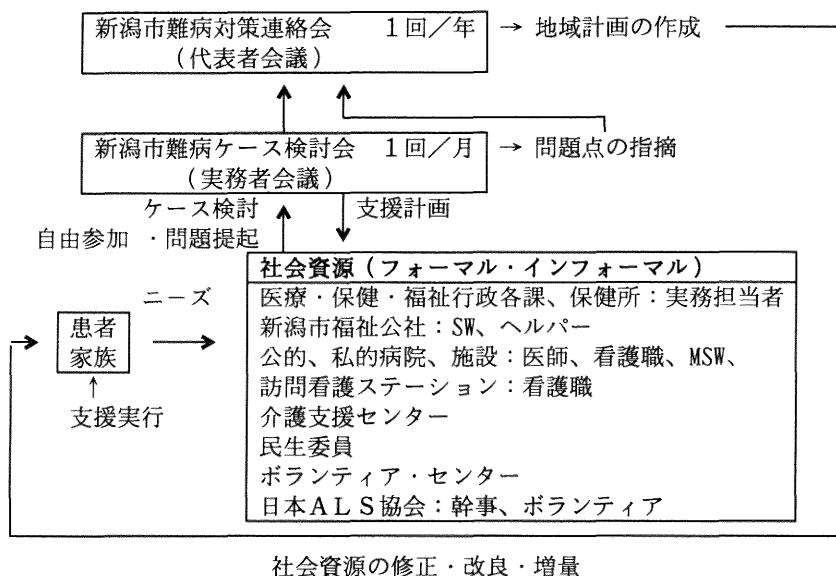 新潟市難病対策連絡会 1回／年 → 地域計画の作成
(代表者会議)
新潟市難病ケース検討会 1回／月 → 問題点の指摘
(実務者会議)
ケース検討 支援計画
自由参加 ・問題提起
ニーズ
患者
家族
支援実行
社会資源(フォーマル・インフォーマル)
医療・保健・福祉行政各課、保健所：実務担当者
新潟市福祉公社：SW、ヘルパー
公的、私的病院、施設：医師、看護職、MSW、
訪問看護ステーション：看護職
介護支援センター
民生委員
ボランティア・センター
日本ALS協会：幹事、ボランティア
社会資源の修正・改良・増量